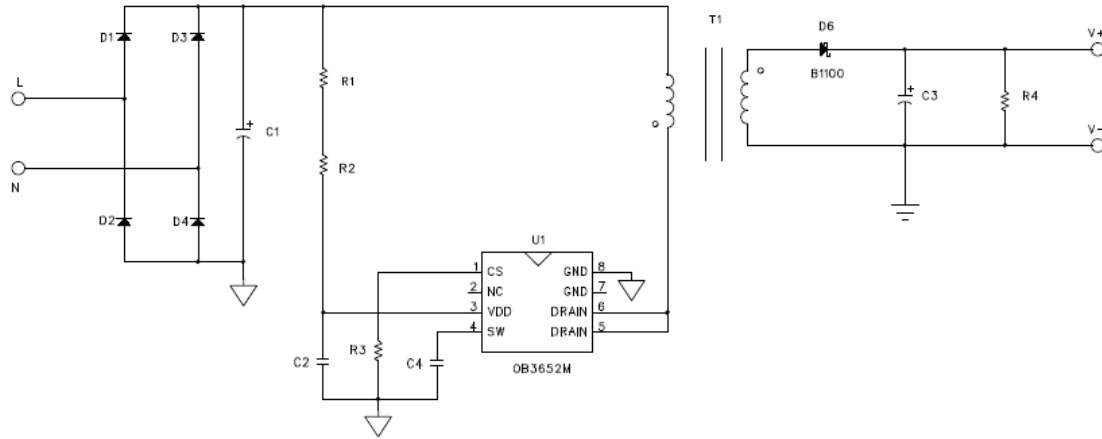 T1
D6
V+
D1
D3
R1
B1100
C3
R4
L
C1
R2
V-
N
D2
D4
U1
1
CS
GND
8
2
NC
GND
7
3
VDD
DRAIN
6
4
SW
DRAIN
5
R3
C2
C4
OB3652M
+
+